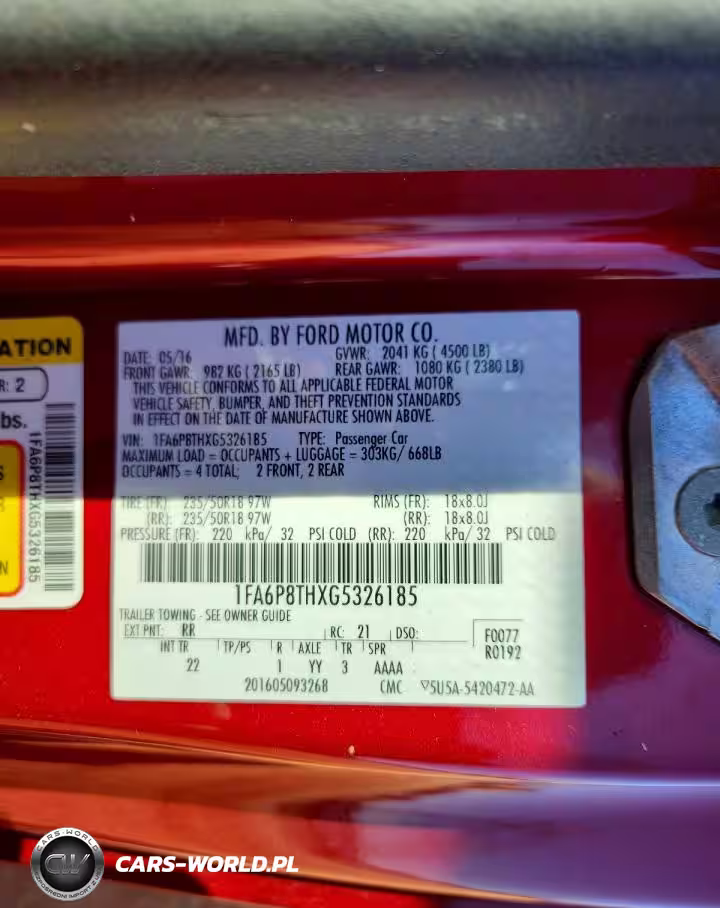 ATION
R: 2
lbs.
S
N
1FA6P8THXG5326185
MFD. BY FORD MOTOR CO.
DATE: 05/16 GVWR: 2041 KG ( 4500 LB)
FRONT GAWR: 982 KG ( 2165 LB) REAR GAWR: 1080 KG ( 2380 LB)
THIS VEHICLE CONFORMS TO ALL APPLICABLE FEDERAL MOTOR
VEHICLE SAFETY, BUMPER, AND THEFT PREVENTION STANDARDS
IN EFFECT ON THE DATE OF MANUFACTURE SHOWN ABOVE.
VIN: 1FA6P8THXG5326185 TYPE: Passenger Car
MAXIMUM LOAD = OCCUPANTS + LUGGAGE = 303KG/ 668LB
OCCUPANTS = 4 TOTAL; 2 FRONT, 2 REAR
TIRE (FR): 235/50R18 97W RIMS (FR): 18x8.0J
(RR): 235/50R18 97W (RR): 18x8.0J
PRESSURE (FR): 220 kPa/ 32 PSI COLD (RR): 220 kPa/ 32 PSI COLD
1FA6P8THXG5326185
TRAILER TOWING - SEE OWNER GUIDE
EXT PNT: RR RC: 21 DSO: F0077
R0192
INT TR TP/PS R AXLE TR SPR
22 1 YY 3 AAAA
201605093268 CMC ▽5U5A-5420472-AA
CARS-WORLD
CW
CARS-WORLD.PL